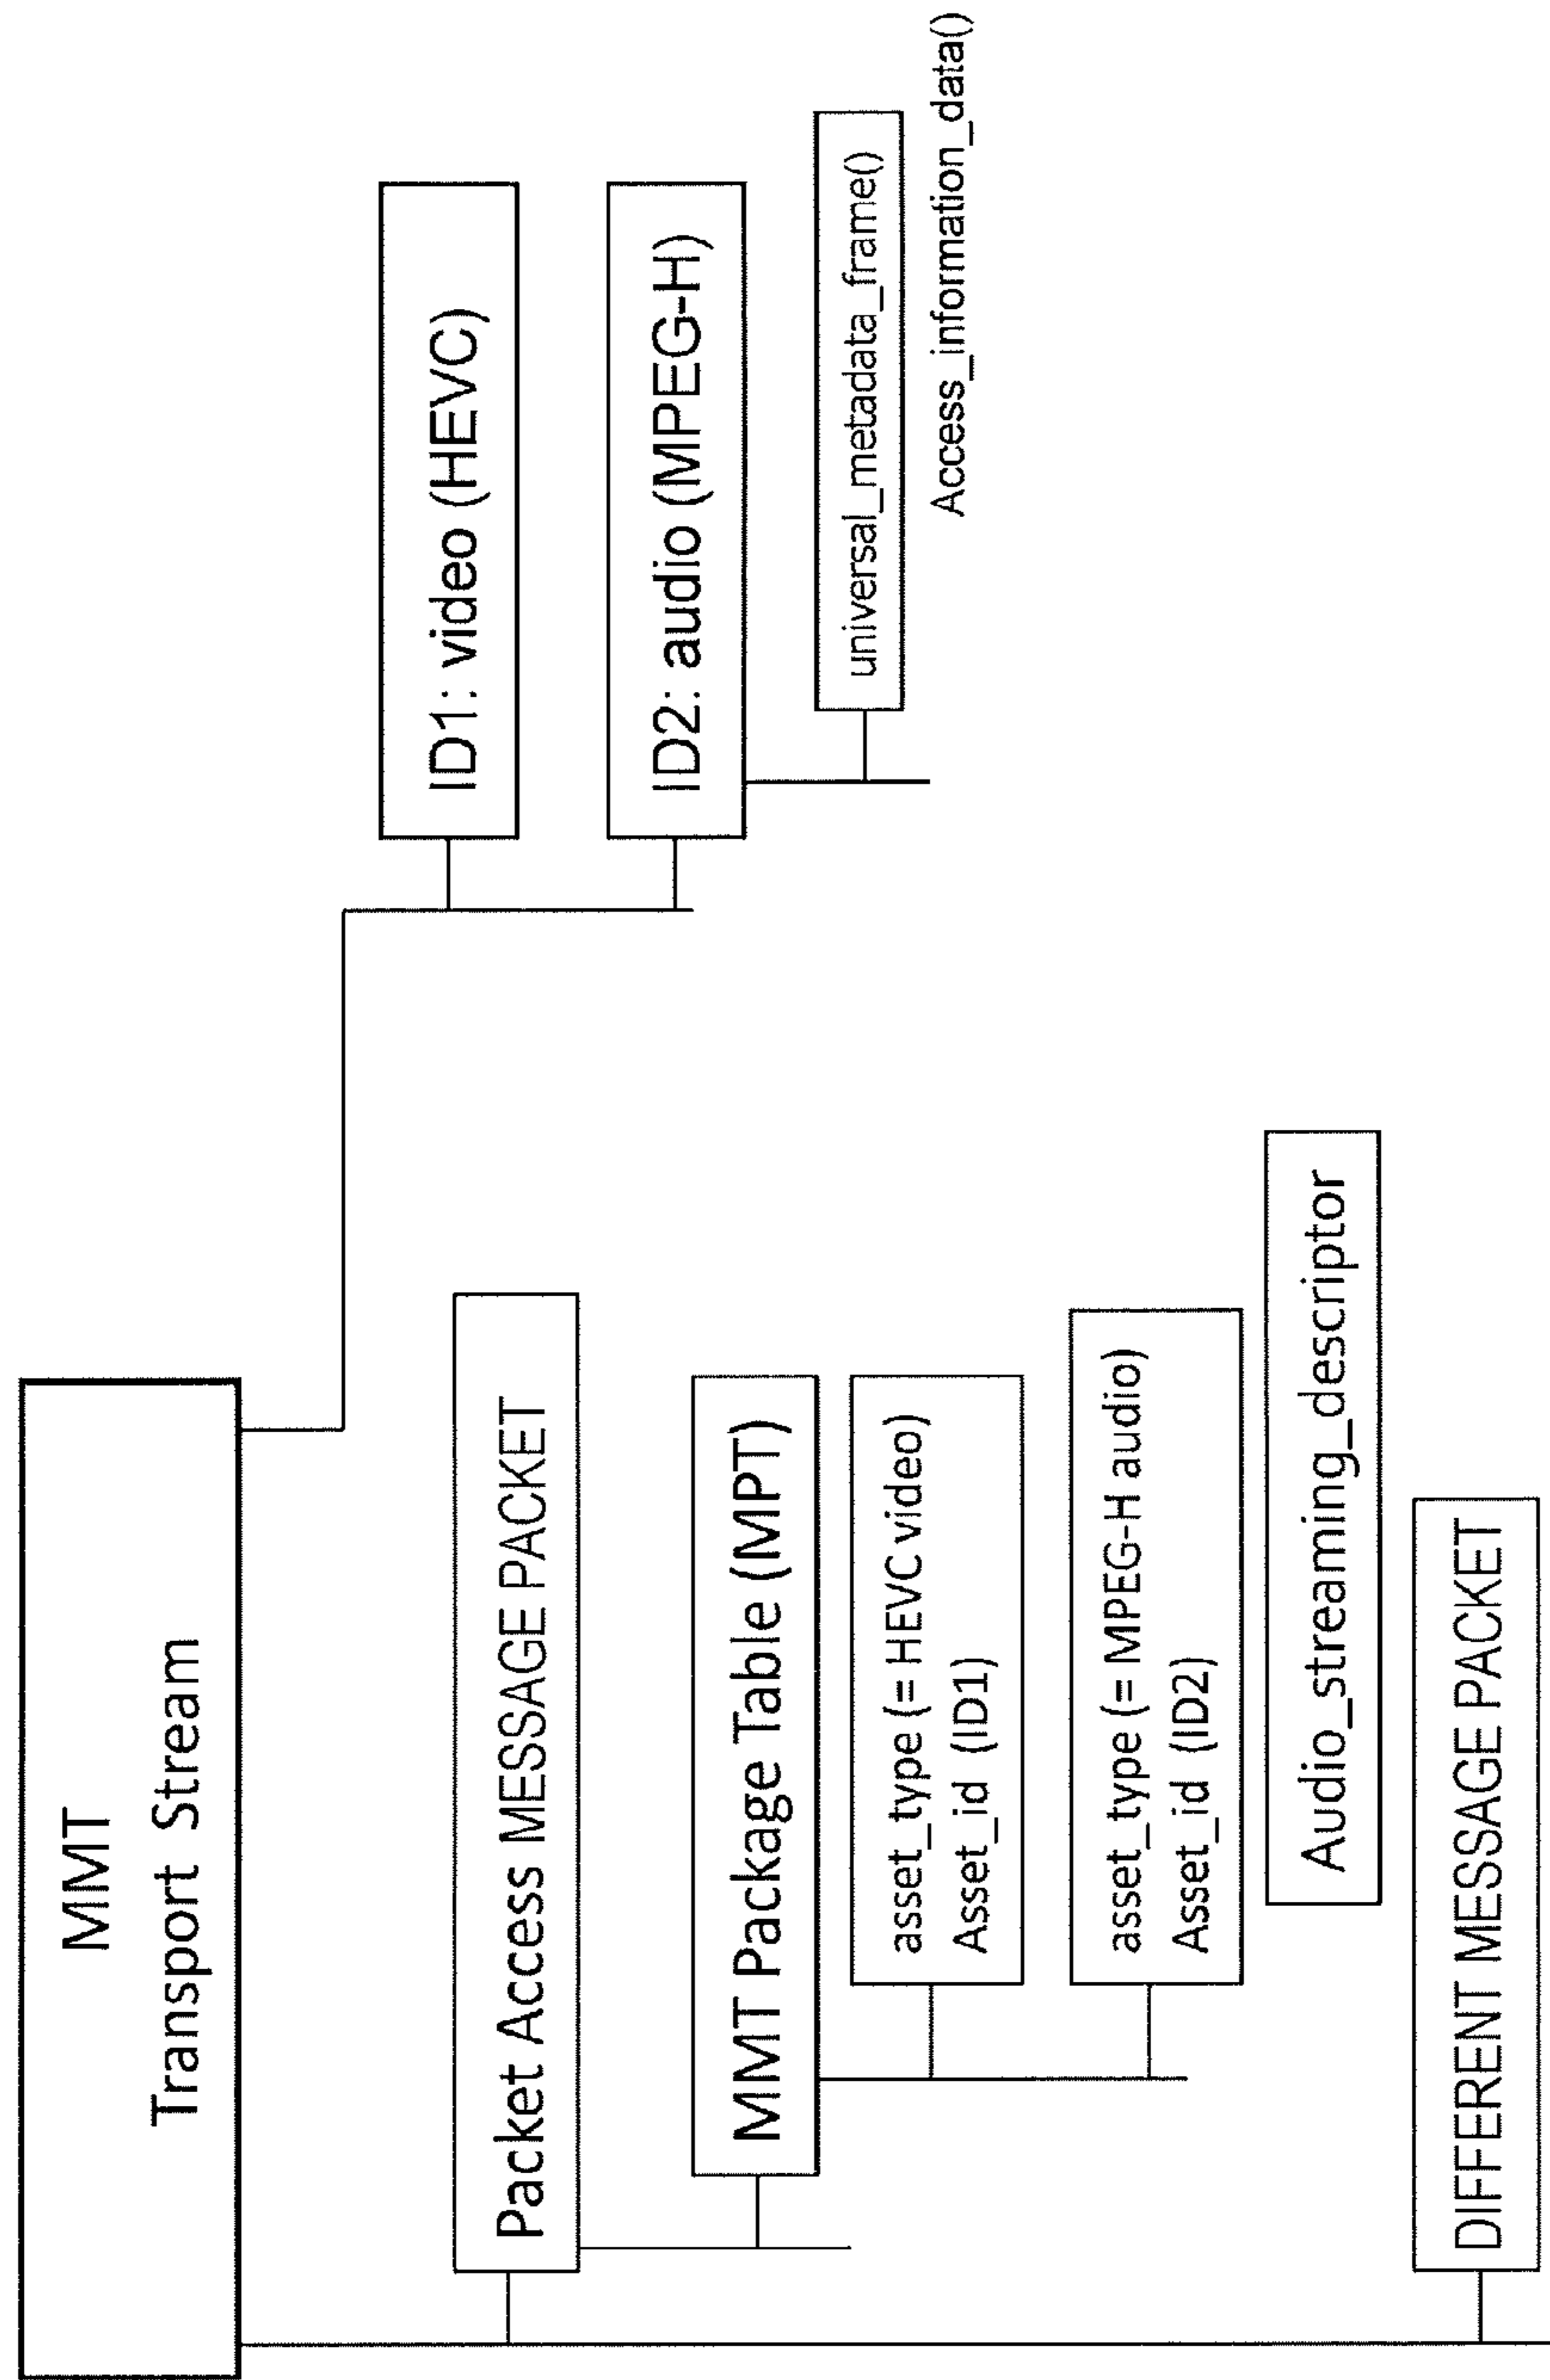 MMT
Transport Stream
Packet Access MESSAGE PACKET
MMT Package Table (MPT)
asset_type (= HEVC video)
Asset_id (ID1)
asset_type (= MPEG-H audio)
Asset_id (ID2)
Audio_streaming_descriptor
DIFFERENT MESSAGE PACKET
ID1: video (HEVC)
ID2: audio (MPEG-H)
universal_metadata_frame()
Access_information_data()